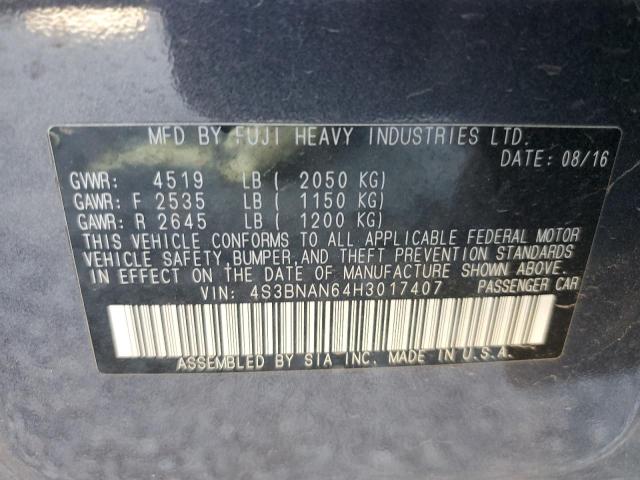 MFD BY FUJI HEAVY INDUSTRIES LTD.
DATE: 08/16
GVWR: 4519 LB ( 2050 KG)
GAWR: F 2535 LB ( 1150 KG)
GAWR: R 2645 LB ( 1200 KG)
THIS VEHICLE CONFORMS TO ALL APPLICABLE FEDERAL MOTOR
VEHICLE SAFETY, BUMPER, AND THEFT PREVENTION STANDARDS
IN EFFECT ON THE DATE OF MANUFACTURE SHOWN ABOVE.
VIN: 4S3BNAN64H3017407 PASSENGER CAR
ASSEMBLED BY SIA INC. MADE IN U.S.A.